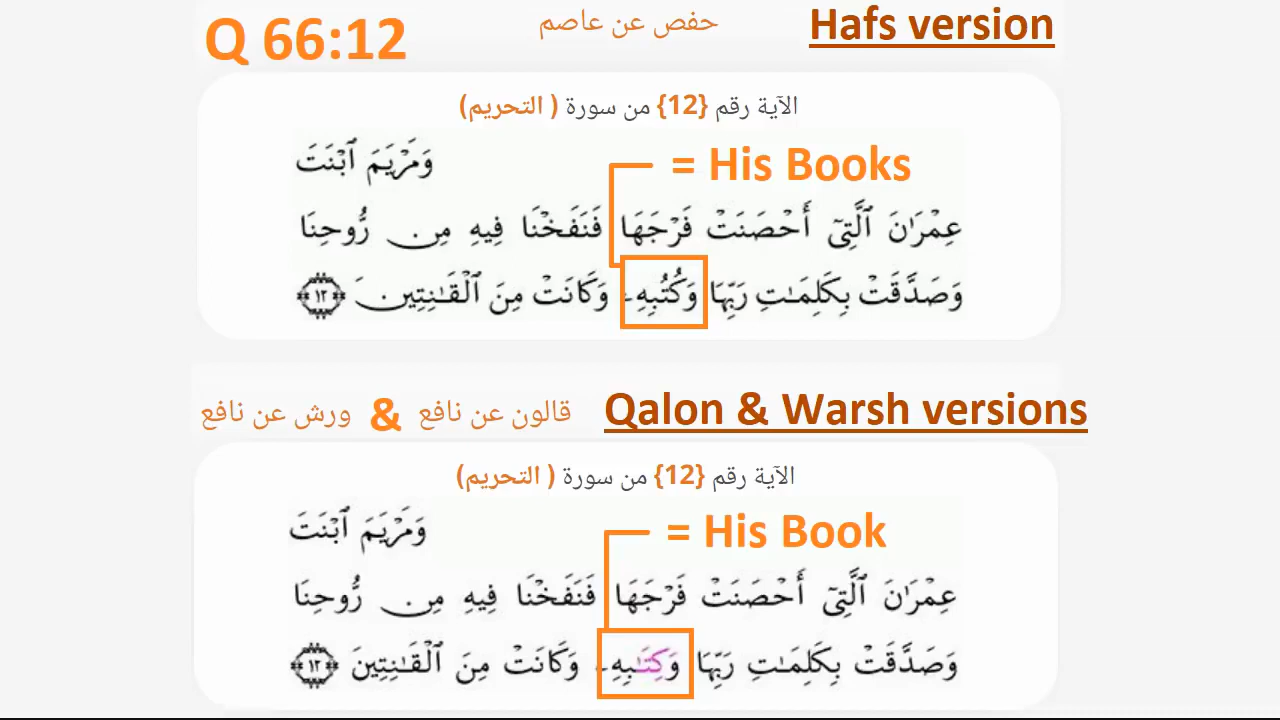 Q 66:12 حفص عن عاصم Hafs version
الآية رقم {12} من سورة ( التحريم)
وَمَرْيَمَ ٱبْنَتَ
= His Books
عِمْرَٰنَ ٱلَّتِىٓ أَحْصَنَتْ فَرْجَهَا فَنَفَخْنَا فِيهِ مِن رُّوحِنَا
وَصَدَّقَتْ بِكَلِمَـٰتِ رَبِّهَا وَكُتُبِهِۦ وَكَانَتْ مِنَ ٱلْقَـٰنِتِينَ ١٢
ورش عن نافع & قالون عن نافع Qalon & Warsh versions
الآية رقم {12} من سورة ( التحريم)
وَمَرْيَمَ ٱبْنَتَ
= His Book
عِمْرَٰنَ ٱلَّتِىٓ أَحْصَنَتْ فَرْجَهَا فَنَفَخْنَا فِيهِ مِن رُّوحِنَا
وَصَدَّقَتْ بِكَلِمَـٰتِ رَبِّهَا وَكِتَـٰبِهِۦ وَكَانَتْ مِنَ ٱلْقَـٰنِتِينَ ١٢